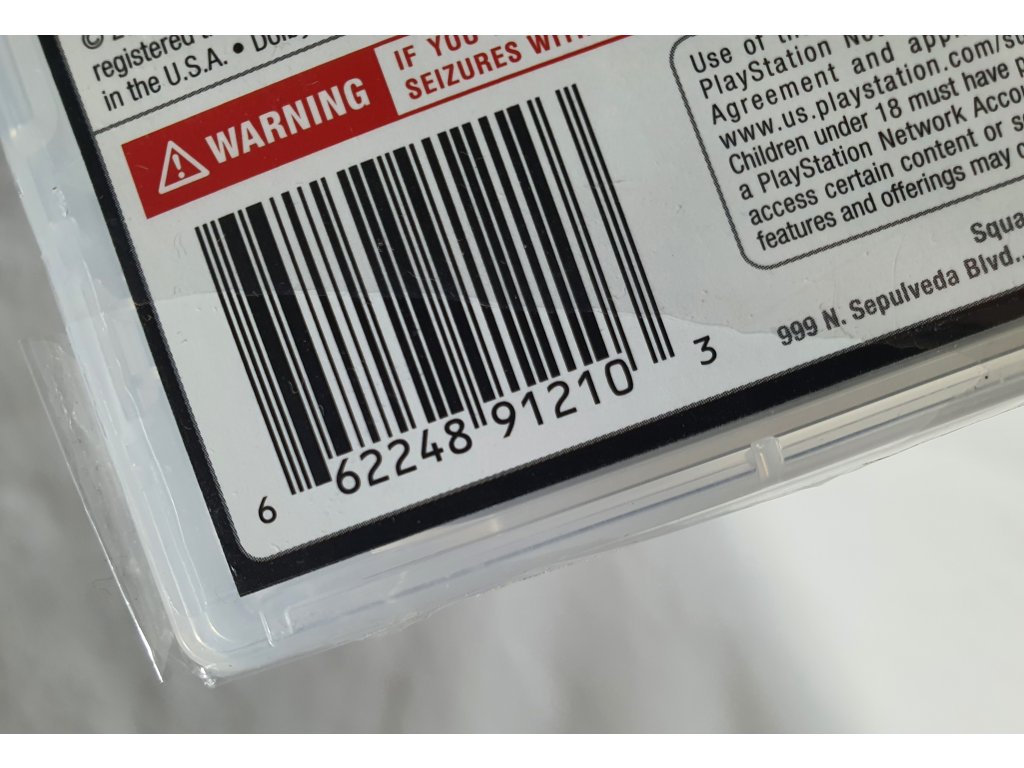 registered
in the U.S.A. •
WARNING
IF YOU
SEIZURES
Use of
PlayStation
Agreement and
www.us.playstation.com/
Children under 18 must have
a PlayStation Network
access certain content or
features and offerings may
999 N. Sepulveda Blvd.
6 62248 91210 3